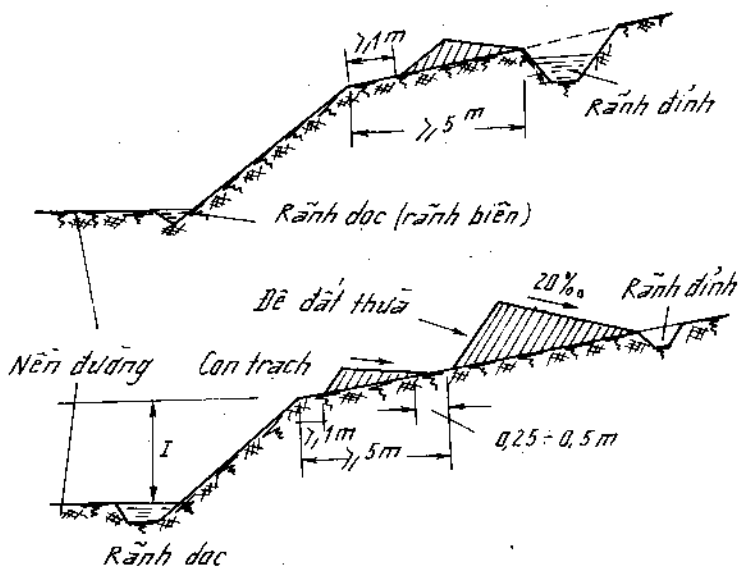 ≥1m
Rãnh đỉnh
≥5m
Rãnh dọc (rãnh biên)
20‰
Rãnh đỉnh
Đê đất thừa
Nền đường
Con trạch
≥1m
0,25 ÷ 0,5m
I
≥5m
Rãnh dọc